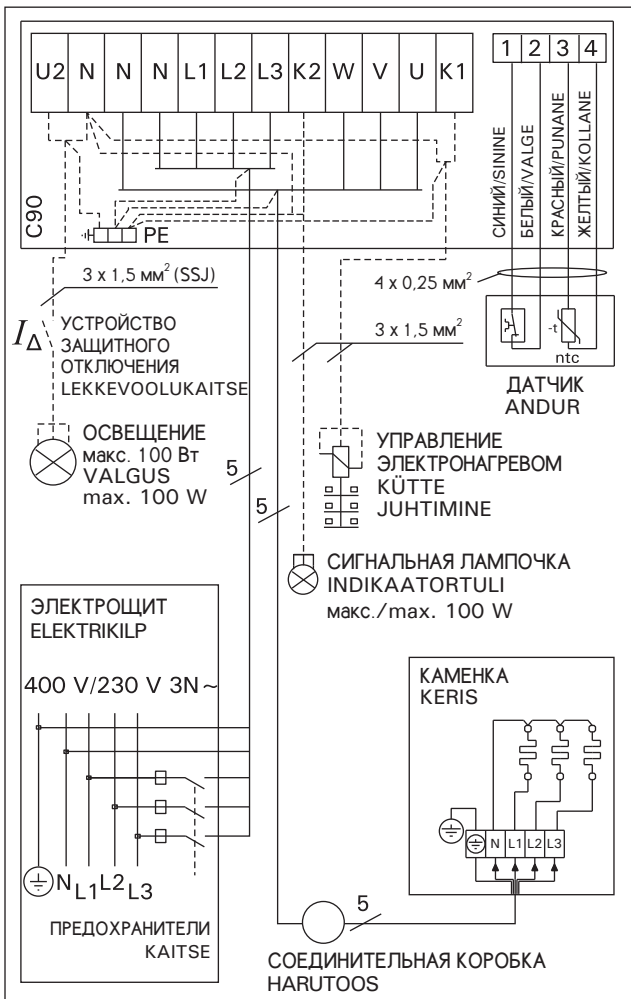 U2 N N N L1 L2 L3 K2 W V U K1
1 2 3 4
СИНИЙ/SININE
БЕЛЫЙ/VALGE
КРАСНЫЙ/PUNANE
ЖЕЛТЫЙ/KOLLANE
C90
PE
3 x 1,5 мм² (SSJ)
4 x 0,25 мм²
3 x 1,5 мм²
I∆
УСТРОЙСТВО
ЗАЩИТНОГО
ОТКЛЮЧЕНИЯ
LEKKEVOOLUKAITSE
-t
ntc
ДАТЧИК
ANDUR
ОСВЕЩЕНИЕ
макс. 100 Вт
VALGUS
max. 100 W
5
5
УПРАВЛЕНИЕ
ЭЛЕКТРОНАГРЕВОМ
KÜTTE
JUHTIMINE
СИГНАЛЬНАЯ ЛАМПОЧКА
INDIKAATORTULI
макс./max. 100 W
ЭЛЕКТРОЩИТ
ELEKTRIKILP
400 V/230 V 3N ~
N L1 L2 L3
ПРЕДОХРАНИТЕЛИ
KAITSE
КАМЕНКА
KERIS
N L1 L2 L3
5
СОЕДИНИТЕЛЬНАЯ КОРОБКА
HARUTOOS